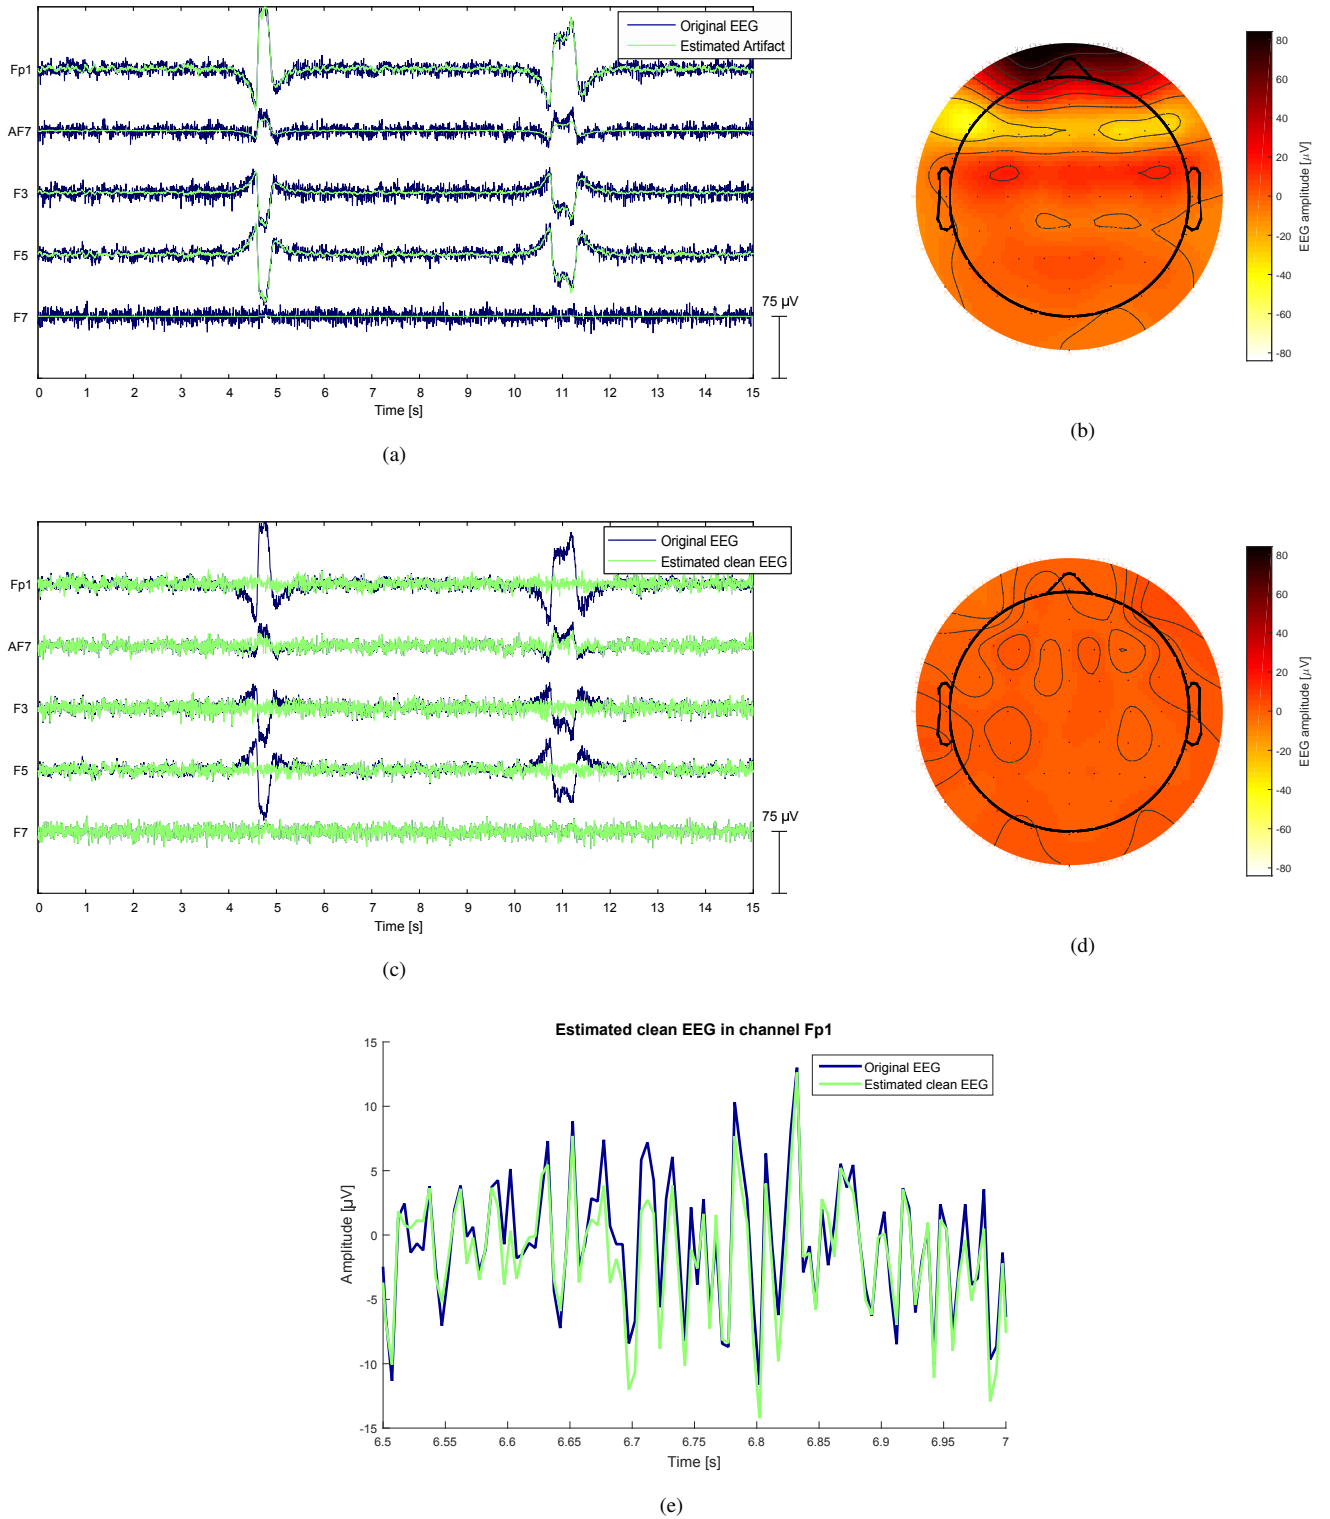 Original EEG
Estimated Artifact
Fp1
AF7
F3
F5
F7
75 µV
0 1 2 3 4 5 6 7 8 9 10 11 12 13 14 15
Time [s]
(a)
80
60
40
20
0
-20
-40
-60
-80
EEG amplitude [µV]
(b)
Original EEG
Estimated clean EEG
Fp1
AF7
F3
F5
F7
75 µV
0 1 2 3 4 5 6 7 8 9 10 11 12 13 14 15
Time [s]
(c)
80
60
40
20
0
-20
-40
-60
-80
EEG amplitude [µV]
(d)
Estimated clean EEG in channel Fp1
Original EEG
Estimated clean EEG
15
10
5
0
-5
-10
-15
Amplitude [µV]
6.5 6.55 6.6 6.65 6.7 6.75 6.8 6.85 6.9 6.95 7
Time [s]
(e)